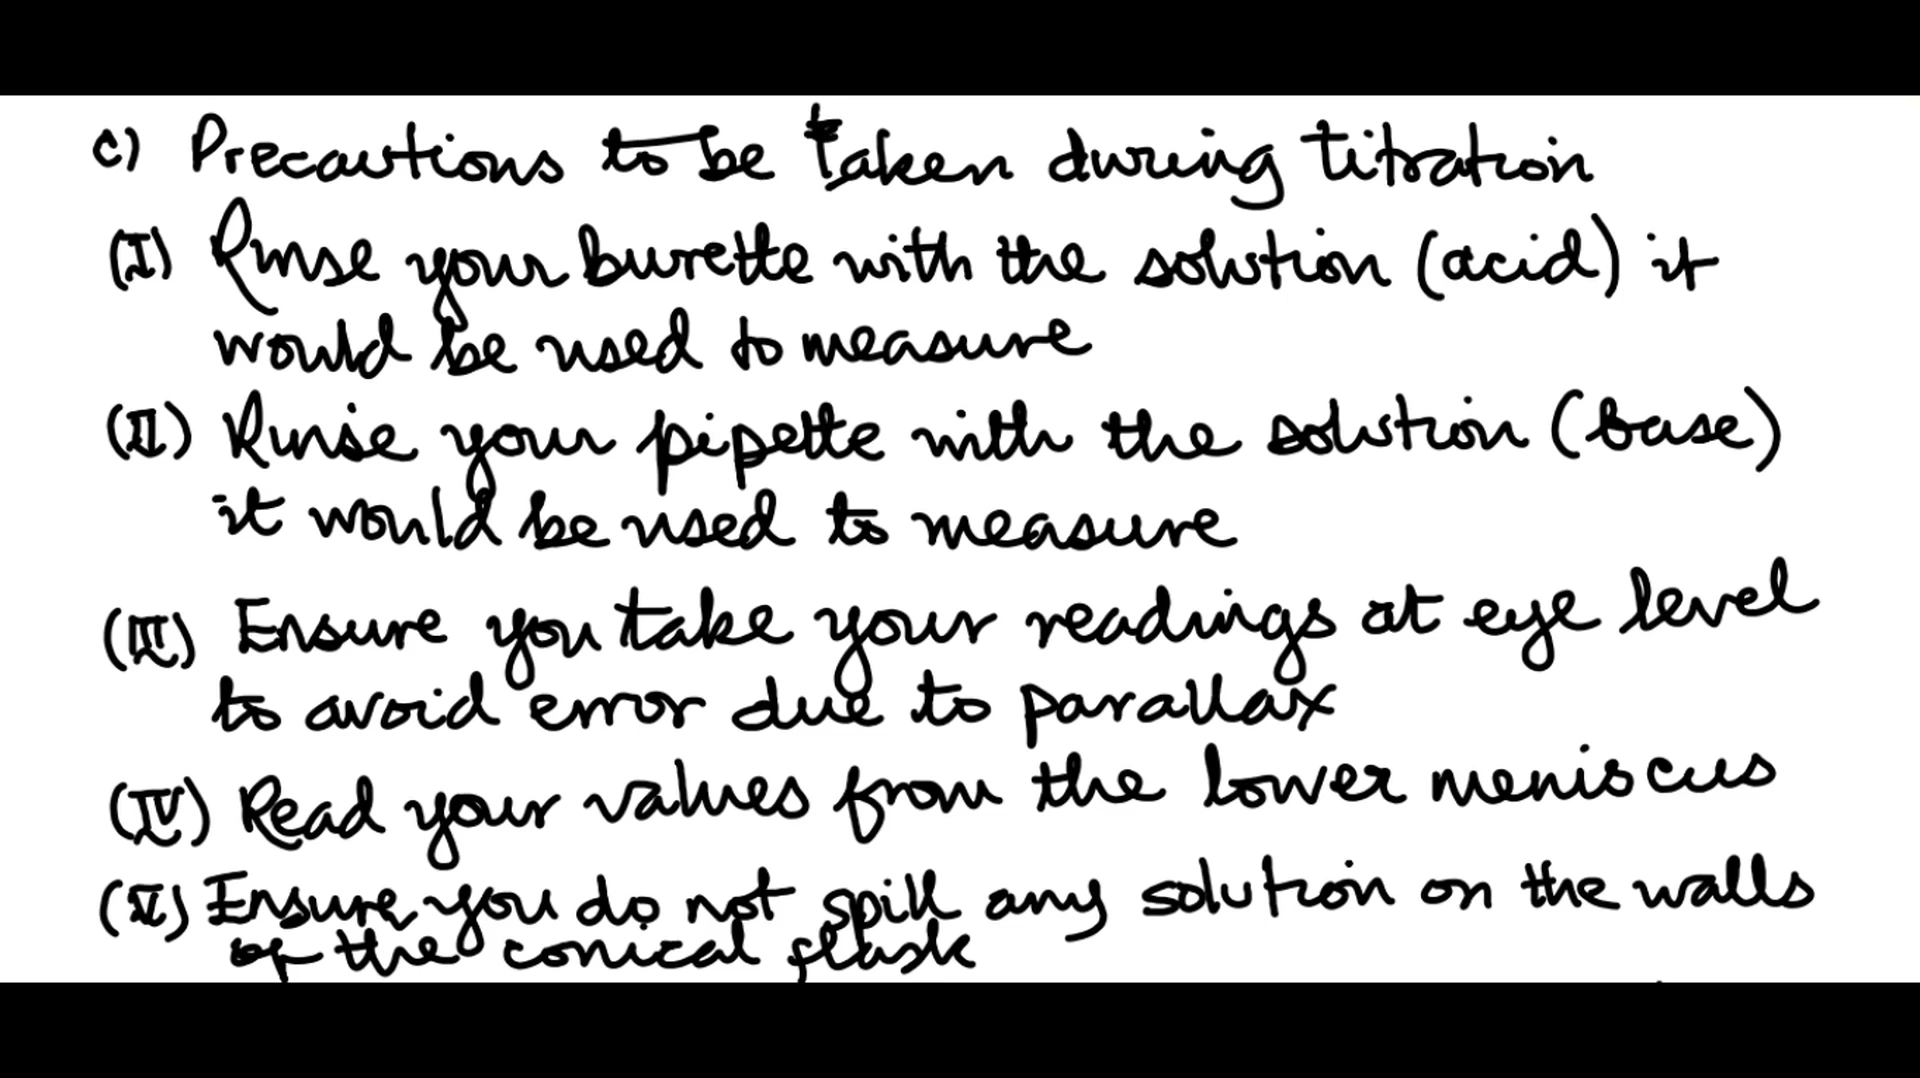 c) Precautions to be taken during titration
(I) Rinse your burette with the solution (acid) it
would be used to measure
(II) Rinse your pipette with the solution (base)
it would be used to measure
(III) Ensure you take your readings at eye level
to avoid error due to parallax
(IV) Read your values from the lower meniscus
(V) Ensure you do not spill any solution on the walls
of the conical flask